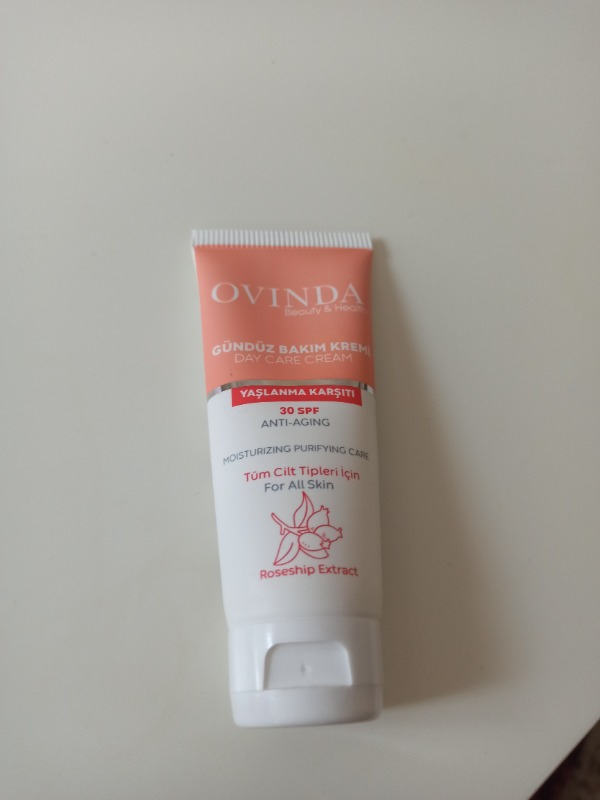 OVINDA
Beauty & Health
GÜNDÜZ BAKIM KREMİ
DAY CARE CREAM
YAŞLANMA KARŞITI
30 SPF
ANTI-AGING
MOISTURIZING PURIFYING CARE
Tüm Cilt Tipleri İçin
For All Skin
Roseship Extract